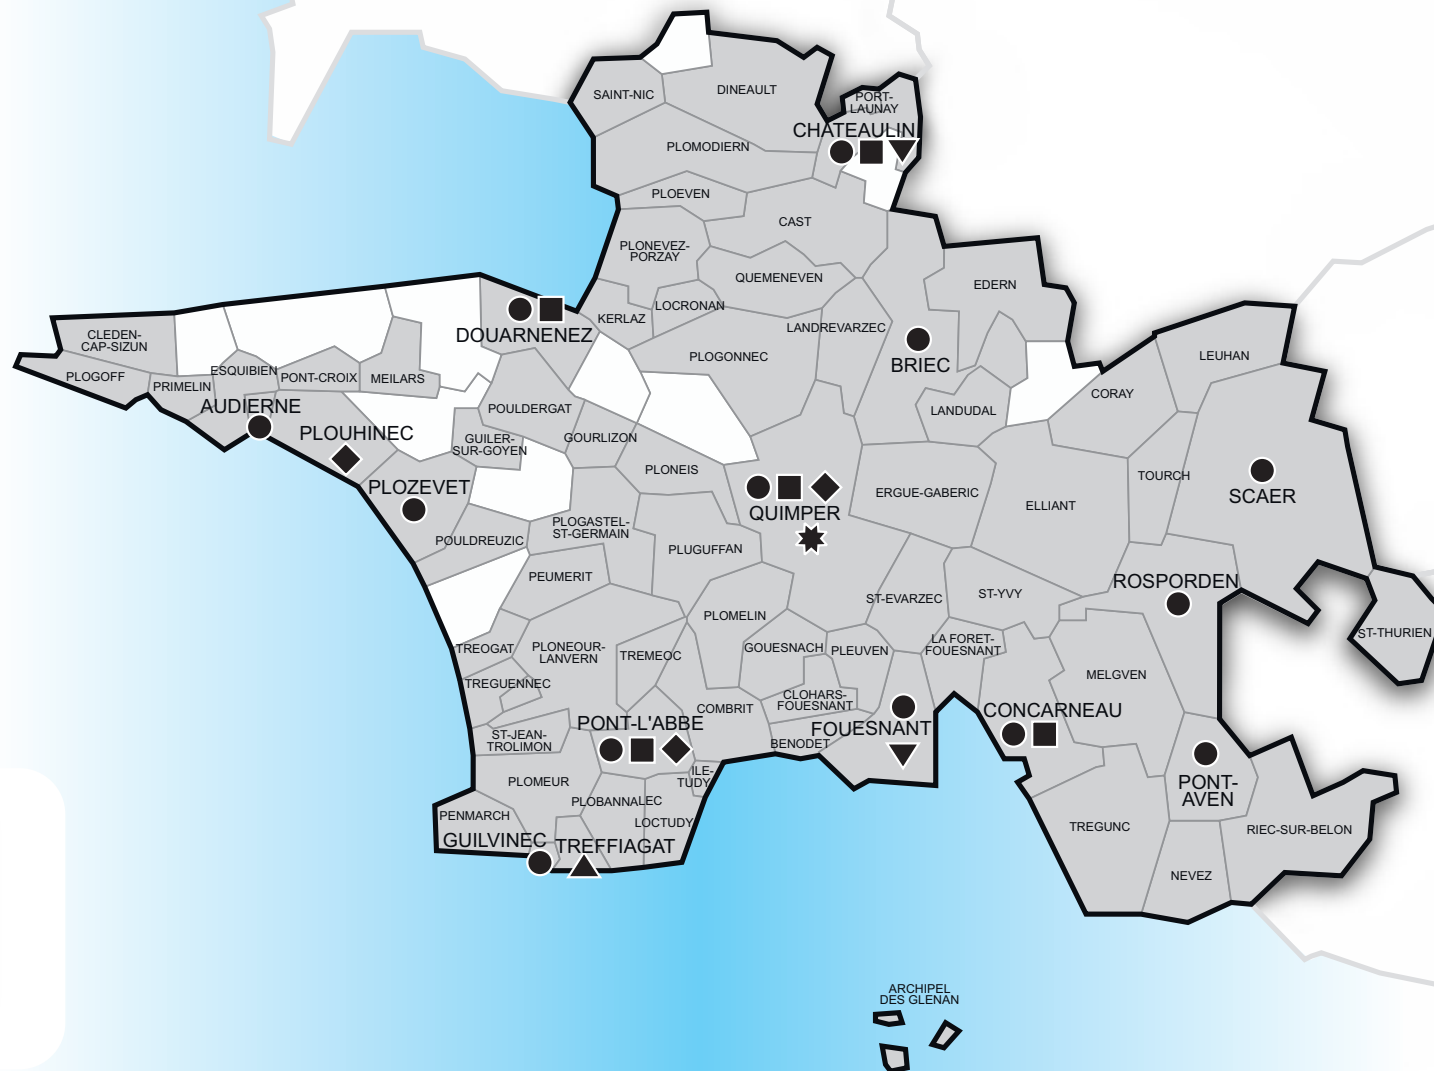 SAINT-NIC
DINEAULT
PORT-
LAUNAY
CHATEAULIN
PLOMODIERN
PLOEVEN
CAST
PLONEVEZ-
PORZAY
QUEMENEVEN
EDERN
LOCRONAN
KERLAZ
LANDREVARZEC
CLEDEN-
CAP-SIZUN
DOUARNENEZ
PLOGONNEC
BRIEC
LEUHAN
PLOGOFF
PRIMELIN
ESQUIBIEN
PONT-CROIX
MEILARS
CORAY
AUDIERNE
POULDERGAT
LANDUDAL
PLOUHINEC
GUILER-
SUR-GOYEN
GOURLIZON
PLONEIS
TOURCH
SCAER
PLOZEVET
ERGUE-GABERIC
ELLIANT
QUIMPER
PLOGASTEL-
ST-GERMAIN
POULDREUZIC
PLUGUFFAN
PEUMERIT
ROSPORDEN
ST-EVARZEC
ST-YVY
PLOMELIN
ST-THURIEN
TREOGAT
PLONEOUR-
LANVERN
TREMEOC
GOUESNACH
PLEUVEN
LA FORET-
FOUESNANT
MELGVEN
TREGUENNEC
CLOHARS-
FOUESNANT
COMBRIT
CONCARNEAU
PONT-L'ABBE
FOUESNANT
ST-JEAN-
TROLIMON
BENODET
ILE-
TUDY
PLOMEUR
PONT-
AVEN
PLOBANNALEC
PENMARCH
LOCTUDY
TREGUNC
RIEC-SUR-BELON
GUILVINEC
TREFFIAGAT
NEVEZ
ARCHIPEL
DES GLENAN